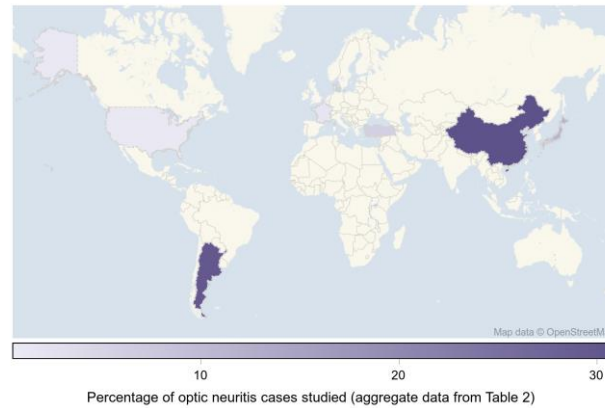 Map data © OpenStreetM
10 20 30
Percentage of optic neuritis cases studied (aggregate data from Table 2)